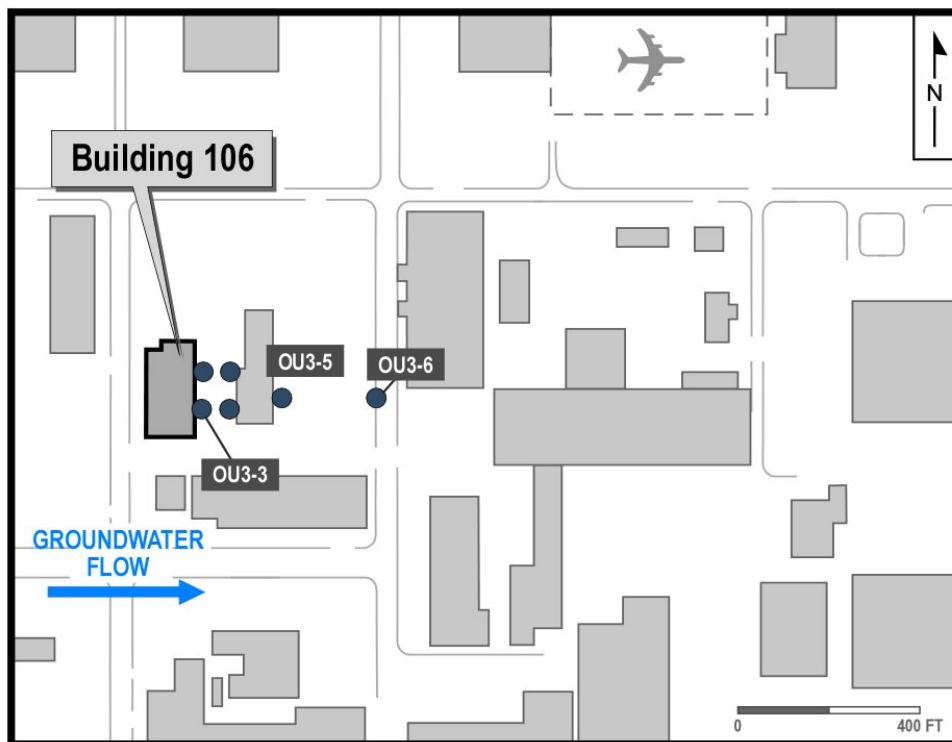 N
Building 106
OU3-5
OU3-6
OU3-3
GROUNDWATER
FLOW
0
400 FT